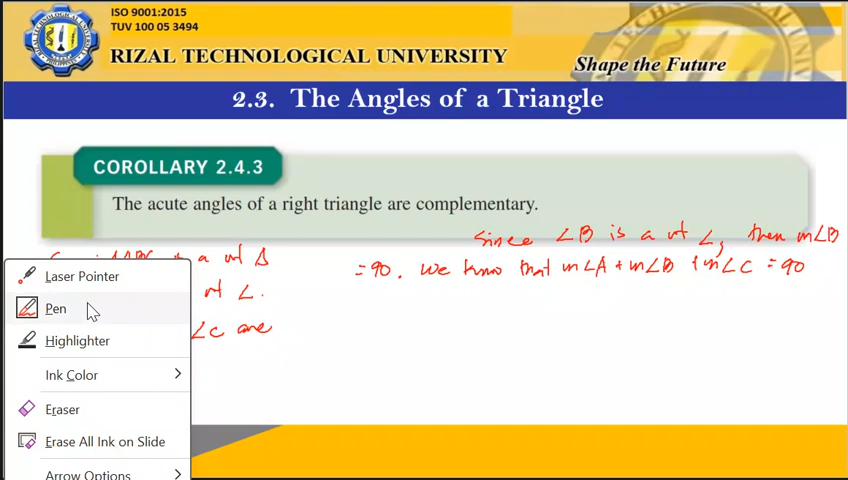 ISO 9001:2015
TUV 100 05 3494
RIZAL TECHNOLOGICAL UNIVERSITY
Shape the Future
2.3. The Angles of a Triangle
COROLLARY 2.4.3
The acute angles of a right triangle are complementary.
Since ∠B is a rt ∠, then m∠B
= 90. We know that m∠A + m∠B + m∠C = 90
a rt Δ
rt ∠.
∠C are
Laser Pointer
Pen
Highlighter
Ink Color
Eraser
Erase All Ink on Slide
Arrow Options